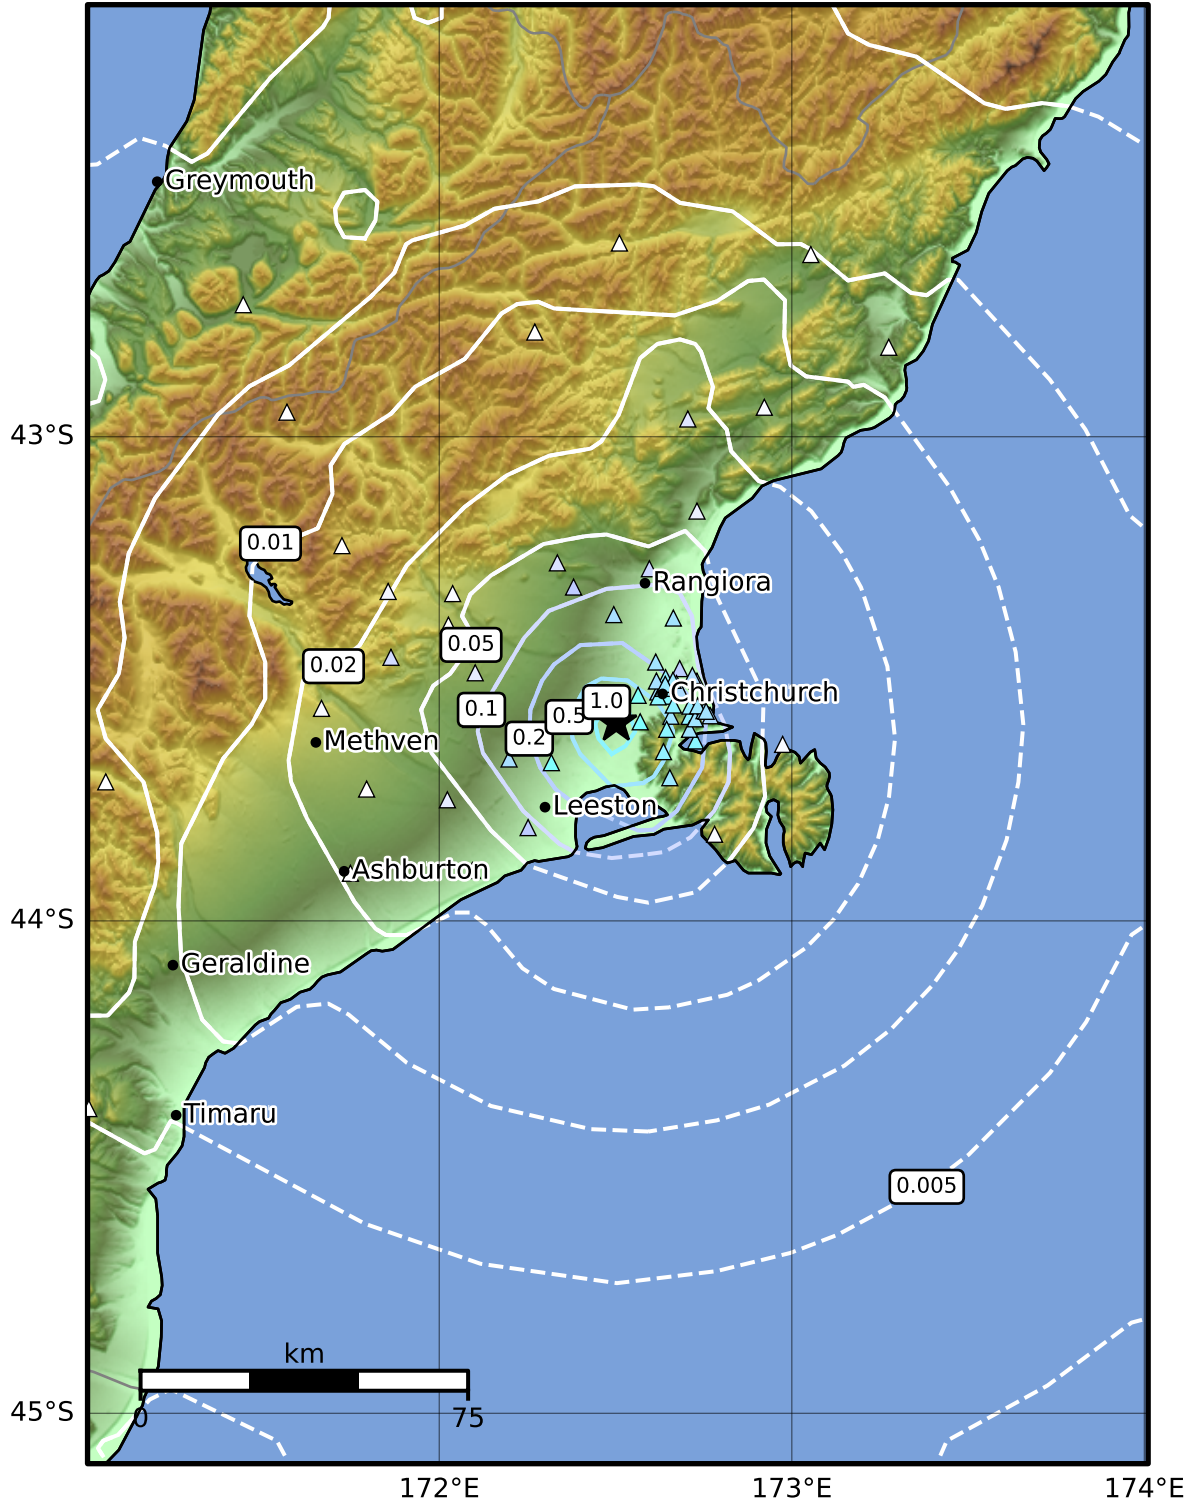 Greymouth
43°S
0.01
Rangiora
0.05
0.02
Christchurch
1.0
0.1
0.5
0.2
Methven
Leeston
Ashburton
44°S
Geraldine
Timaru
0.005
km
0 75
45°S
172°E 173°E 174°E